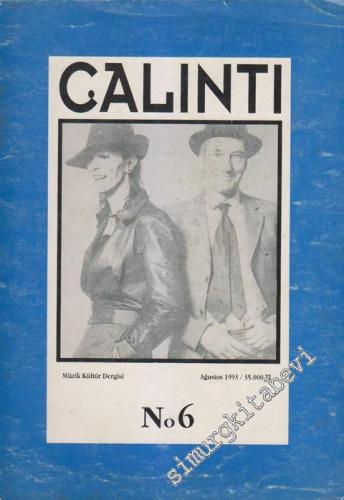 ÇALINTI
Müzik Kültür Dergisi Ağustos 1993 / 35.000.TL
No 6
simurgkitabevi